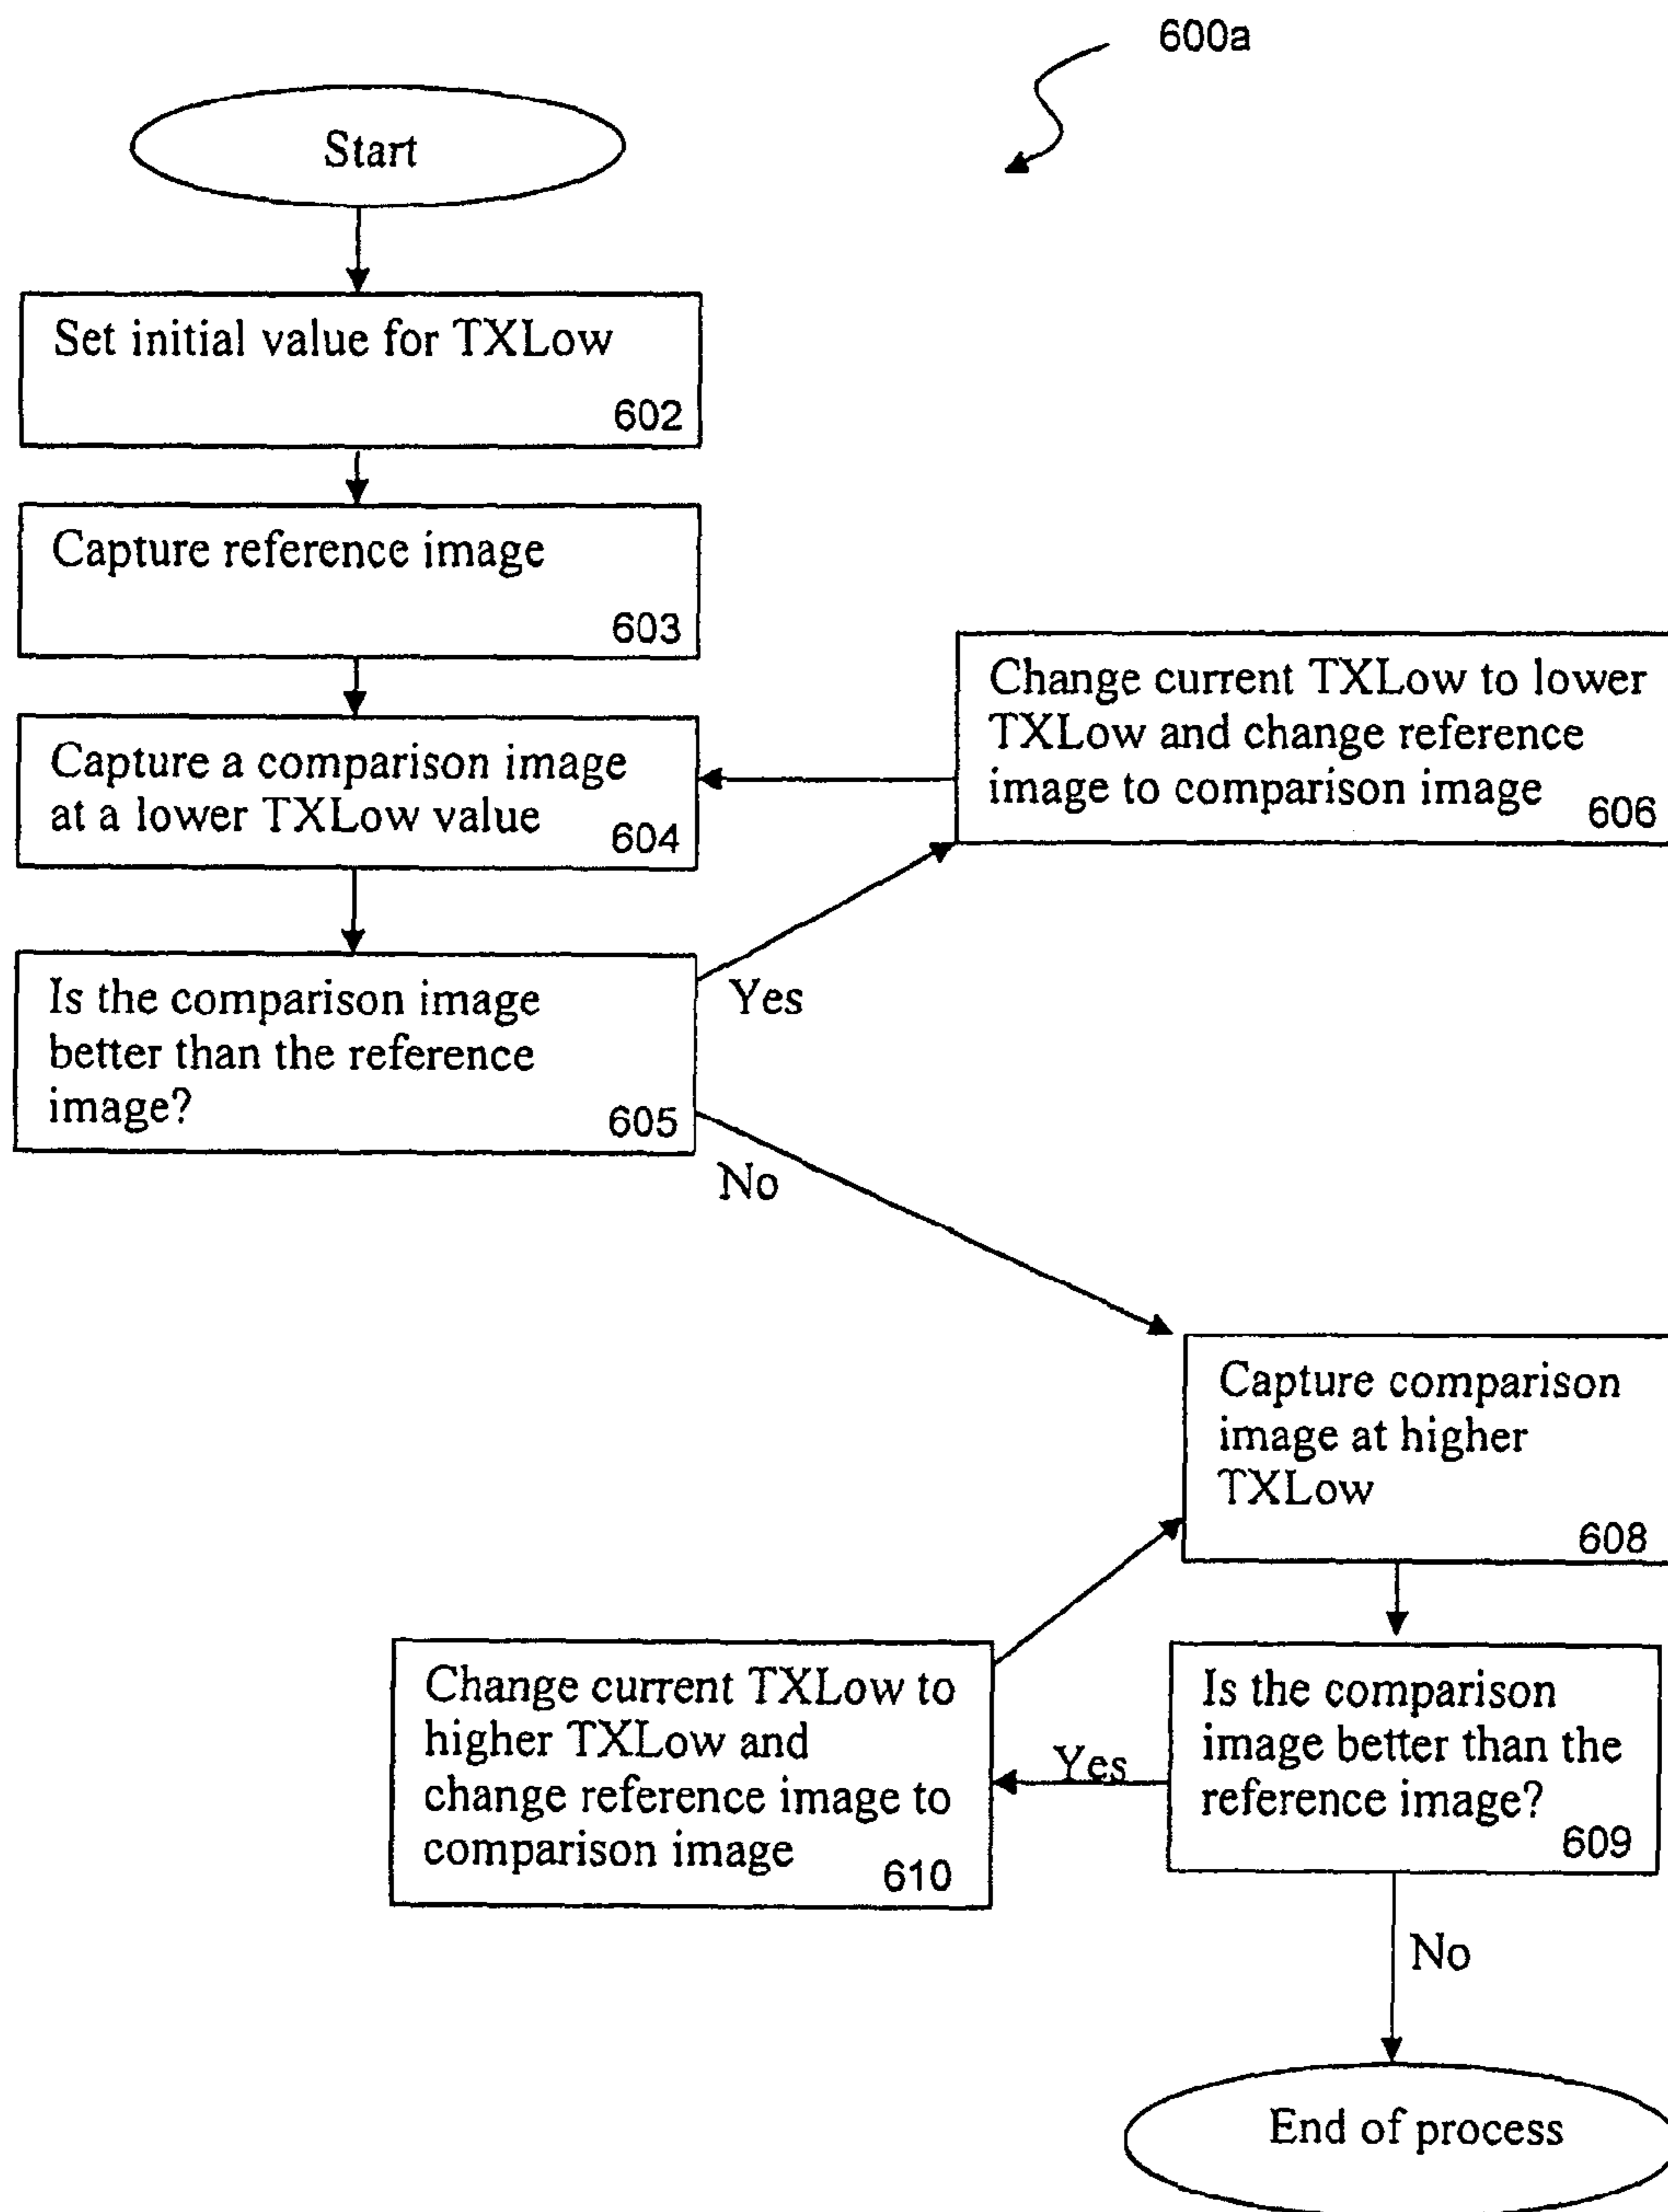 600a
Start
Set initial value for TXLow
602
Capture reference image
603
Change current TXLow to lower
TXLow and change reference
image to comparison image
606
Capture a comparison image
at a lower TXLow value
604
Is the comparison image
better than the reference
image?
605
Yes
No
Capture comparison
image at higher
TXLow
608
Change current TXLow to
higher TXLow and
change reference image to
comparison image
610
Yes
Is the comparison
image better than the
reference image?
609
No
End of process